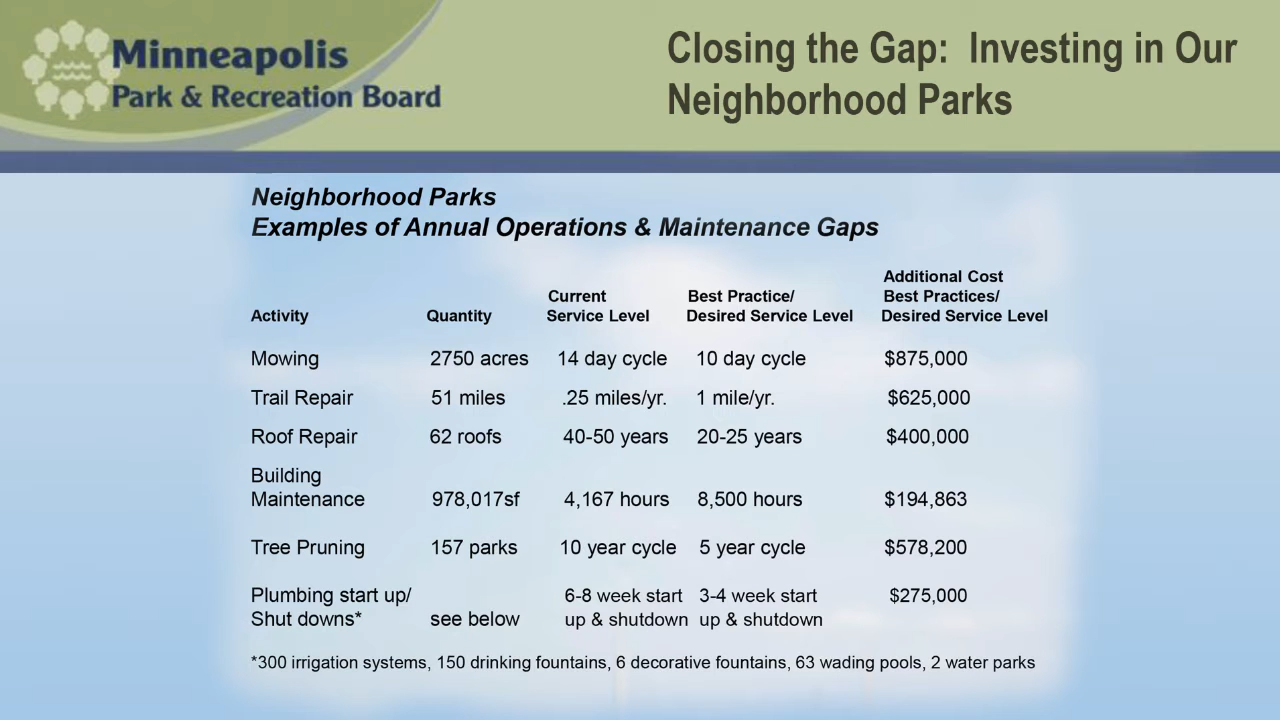 Minneapolis
Park & Recreation Board
Closing the Gap: Investing in Our
Neighborhood Parks
Neighborhood Parks
Examples of Annual Operations & Maintenance Gaps
Additional Cost
Current Best Practice/ Best Practices/
Activity Quantity Service Level Desired Service Level Desired Service Level
Mowing 2750 acres 14 day cycle 10 day cycle $875,000
Trail Repair 51 miles .25 miles/yr. 1 mile/yr. $625,000
Roof Repair 62 roofs 40-50 years 20-25 years $400,000
Building
Maintenance 978,017sf 4,167 hours 8,500 hours $194,863
Tree Pruning 157 parks 10 year cycle 5 year cycle $578,200
Plumbing start up/ 6-8 week start 3-4 week start $275,000
Shut downs* see below up & shutdown up & shutdown
*300 irrigation systems, 150 drinking fountains, 6 decorative fountains, 63 wading pools, 2 water parks